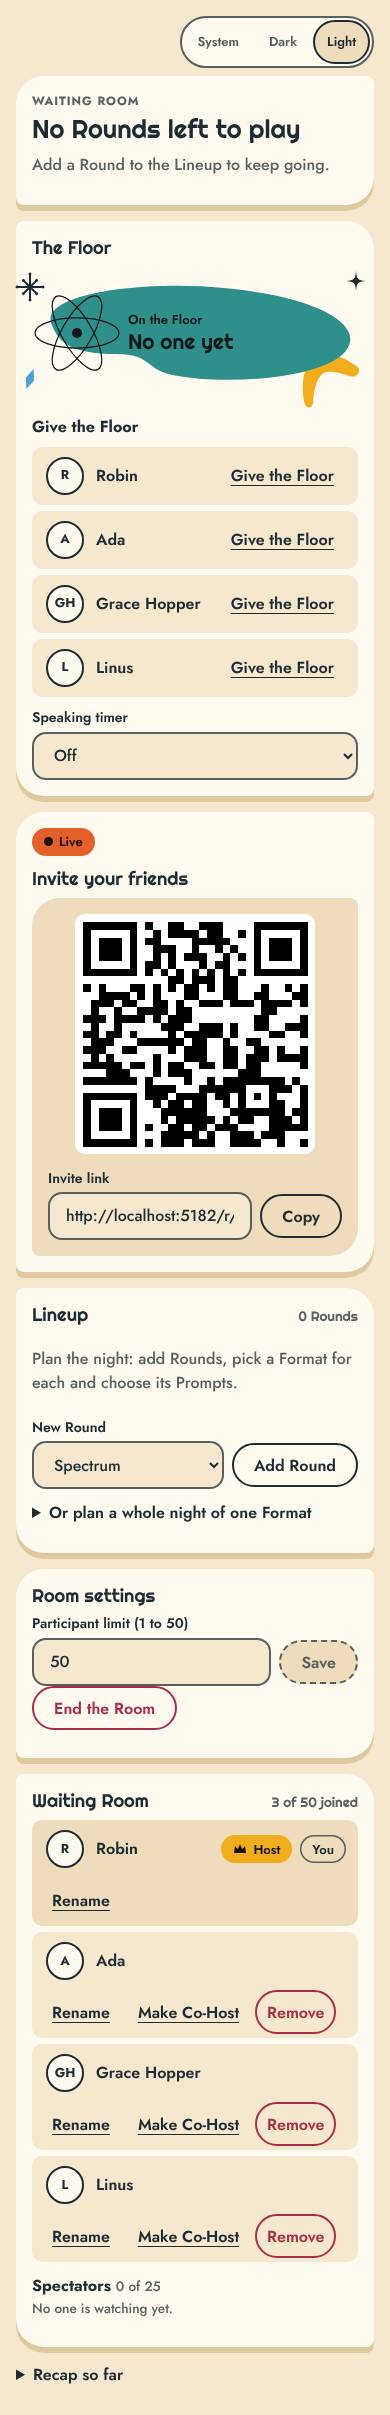 System Dark Light
WAITING ROOM
No Rounds left to play
Add a Round to the Lineup to keep going.
The Floor
On the Floor
No one yet
Give the Floor
R Robin Give the Floor
A Ada Give the Floor
GH Grace Hopper Give the Floor
L Linus Give the Floor
Speaking timer
Off
Live
Invite your friends
Invite link
http://localhost:5182/r/ Copy
Lineup 0 Rounds
Plan the night: add Rounds, pick a Format for
each and choose its Prompts.
New Round
Spectrum Add Round
Or plan a whole night of one Format
Room settings
Participant limit (1 to 50)
50 Save
End the Room
Waiting Room 3 of 50 joined
R Robin Host You
Rename
A Ada
Rename Make Co-Host Remove
GH Grace Hopper
Rename Make Co-Host Remove
L Linus
Rename Make Co-Host Remove
Spectators 0 of 25
No one is watching yet.
Recap so far